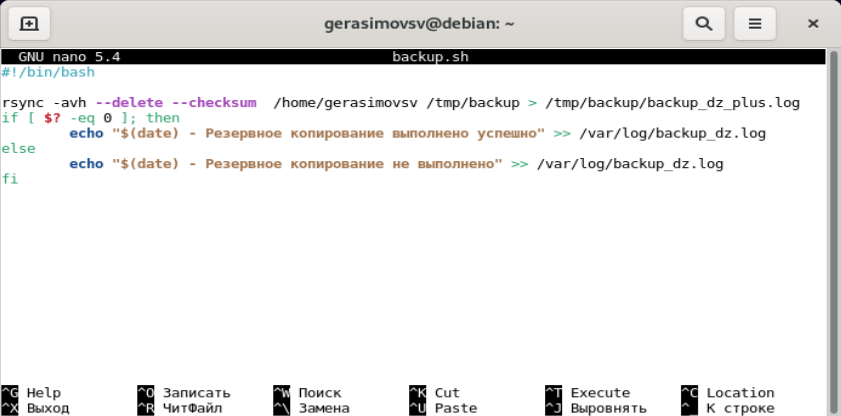 gerasimovsv@debian: ~
GNU nano 5.4 backup.sh
#!/bin/bash
rsync -avh --delete --checksum  /home/gerasimovsv /tmp/backup > /tmp/backup/backup_dz_plus.log
if [ $? -eq 0 ]; then
        echo "$(date) - Резервное копирование выполнено успешно" >> /var/log/backup_dz.log
else
        echo "$(date) - Резервное копирование не выполнено" >> /var/log/backup_dz.log
fi
^G Help ^O Записать ^W Поиск ^K Cut ^T Execute ^C Location
^X Выход ^R ЧитФайл ^\ Замена ^U Paste ^J Выровнять ^_ К строке